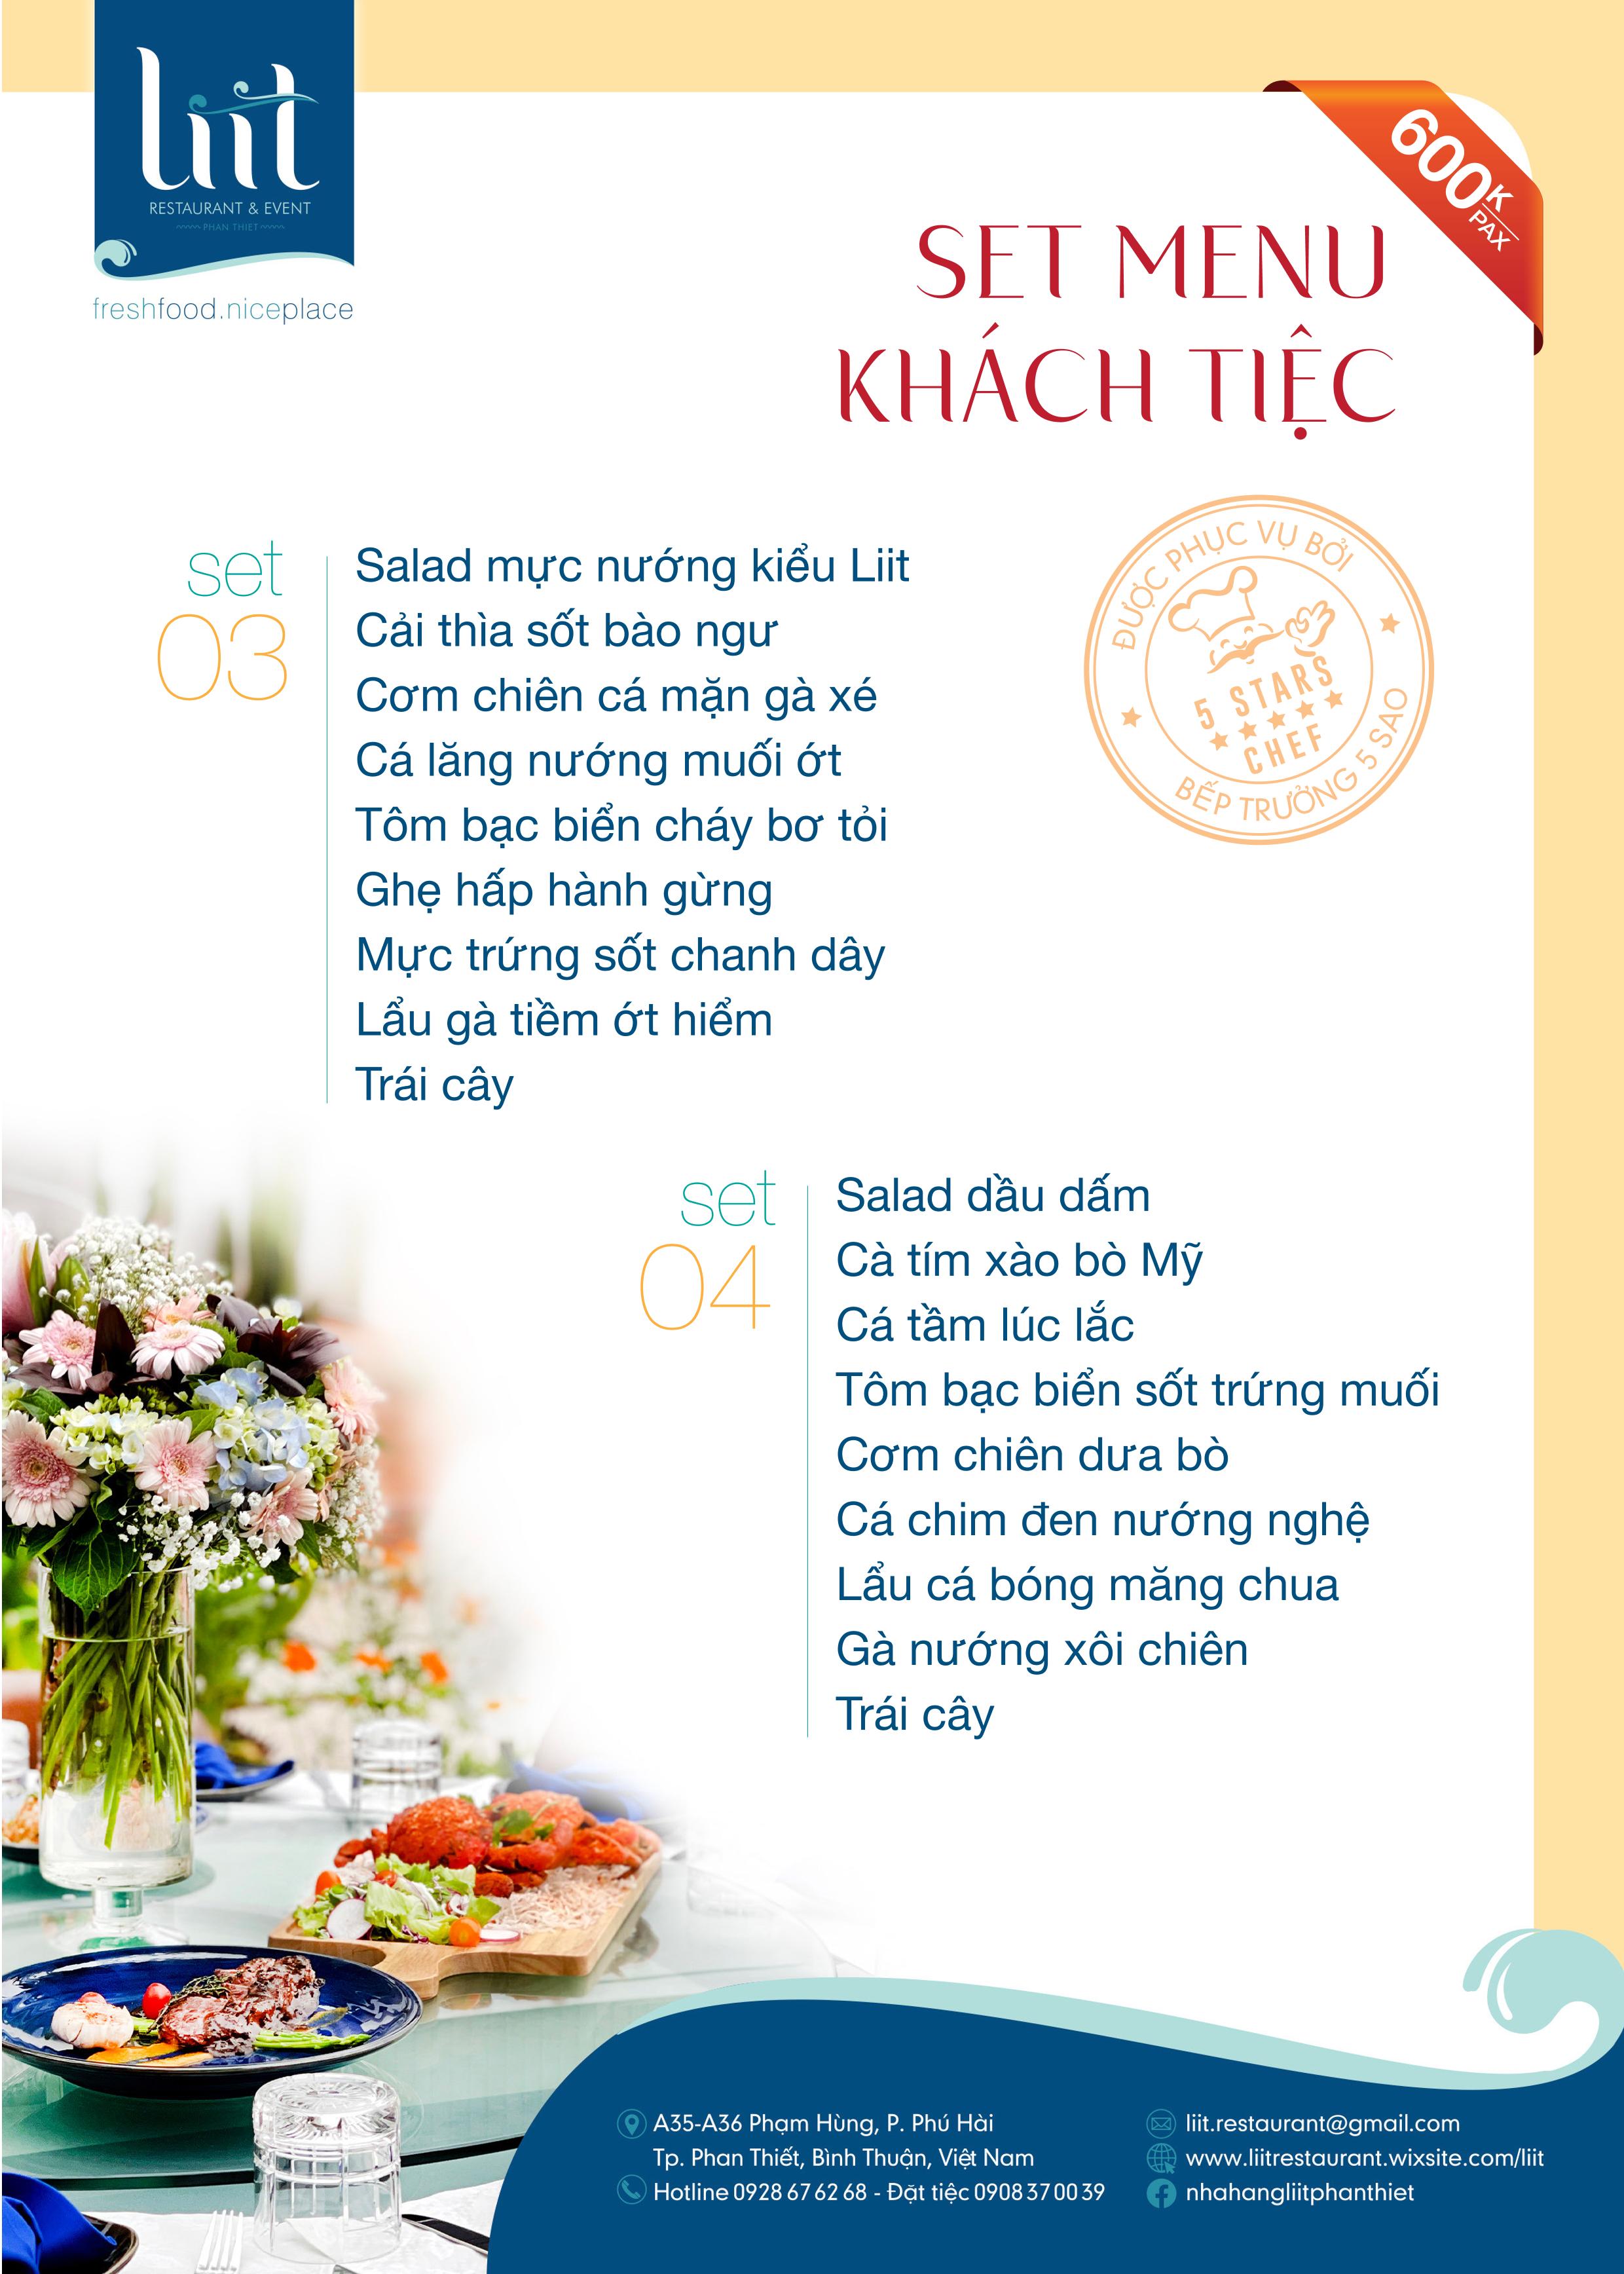 liit
RESTAURANT & EVENT
PHAN THIET
freshfood.niceplace
600K
PAX
SET MENU
KHÁCH TIỆC
ĐƯỢC PHỤC VỤ BỞI
5 STARS
CHEF
BẾP TRƯỞNG 5 SAO
set
03
Salad mực nướng kiểu Liit
Cải thìa sốt bào ngư
Cơm chiên cá mặn gà xé
Cá lăng nướng muối ớt
Tôm bạc biển cháy bơ tỏi
Ghẹ hấp hành gừng
Mực trứng sốt chanh dây
Lẩu gà tiềm ớt hiểm
Trái cây
set
04
Salad dầu dấm
Cà tím xào bò Mỹ
Cá tầm lúc lắc
Tôm bạc biển sốt trứng muối
Cơm chiên dưa bò
Cá chim đen nướng nghệ
Lẩu cá bóng măng chua
Gà nướng xôi chiên
Trái cây
A35-A36 Phạm Hùng, P. Phú Hài
Tp. Phan Thiết, Bình Thuận, Việt Nam
Hotline 0928 67 62 68 - Đặt tiệc 0908 37 00 39
liit.restaurant@gmail.com
www.liitrestaurant.wixsite.com/liit
nhahangliitphanthiet